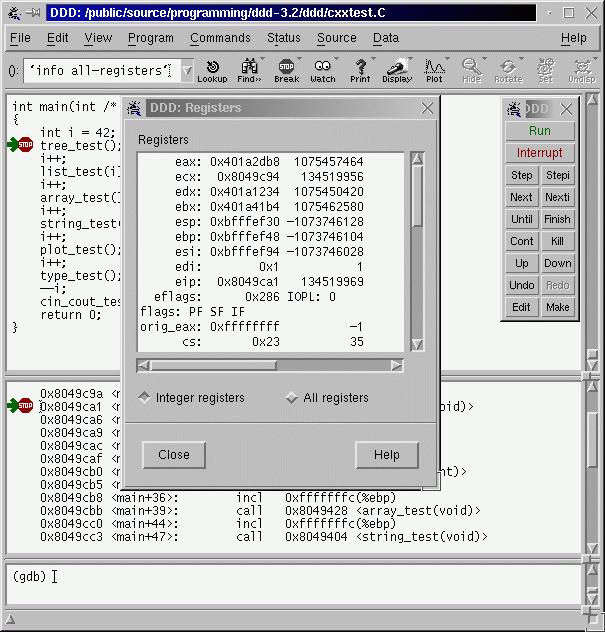 DDD: /public/source/programming/ddd-3.2/ddd/cxxtest.C
File Edit View Program Commands Status Source Data Help
(): 'info all-registers' Lookup Find>> Break Watch Print Display Plot Hide Rotate Set Undisp
int main(int /*
{
int i = 42;
tree_test();
i++;
list_test(i)
i++;
array_test()
i++;
string_test(
i++;
plot_test();
i++;
type_test();
--i;
cin_cout_tes
return 0;
}
DDD: Registers
Registers
eax: 0x401a2db8 1075457464
ecx: 0x8049c94 134519956
edx: 0x401a1234 1075450420
ebx: 0x401a41b4 1075462580
esp: 0xbfffef30 -1073746128
ebp: 0xbfffef48 -1073746104
esi: 0xbfffef94 -1073746028
edi: 0x1 1
eip: 0x8049ca1 134519969
eflags: 0x286 IOPL: 0
flags: PF SF IF
orig_eax: 0xffffffff -1
cs: 0x23 35
Integer registers All registers
Close Help
DDD
Run
Interrupt
Step Stepi
Next Nexti
Until Finish
Cont Kill
Up Down
Undo Redo
Edit Make
STOP
0x8049c9a <
STOP
0x8049ca1 < oid)>
0x8049ca6 <
0x8049ca9 <
0x8049cac <
0x8049caf <
0x8049cb0 < nt)>
0x8049cb5 <
0x8049cb8 <main+36>: incl 0xfffffffc(%ebp)
0x8049cbb <main+39>: call 0x8049428 <array_test(void)>
0x8049cc0 <main+44>: incl 0xfffffffc(%ebp)
0x8049cc3 <main+47>: call 0x8049404 <string_test(void)>
(gdb)